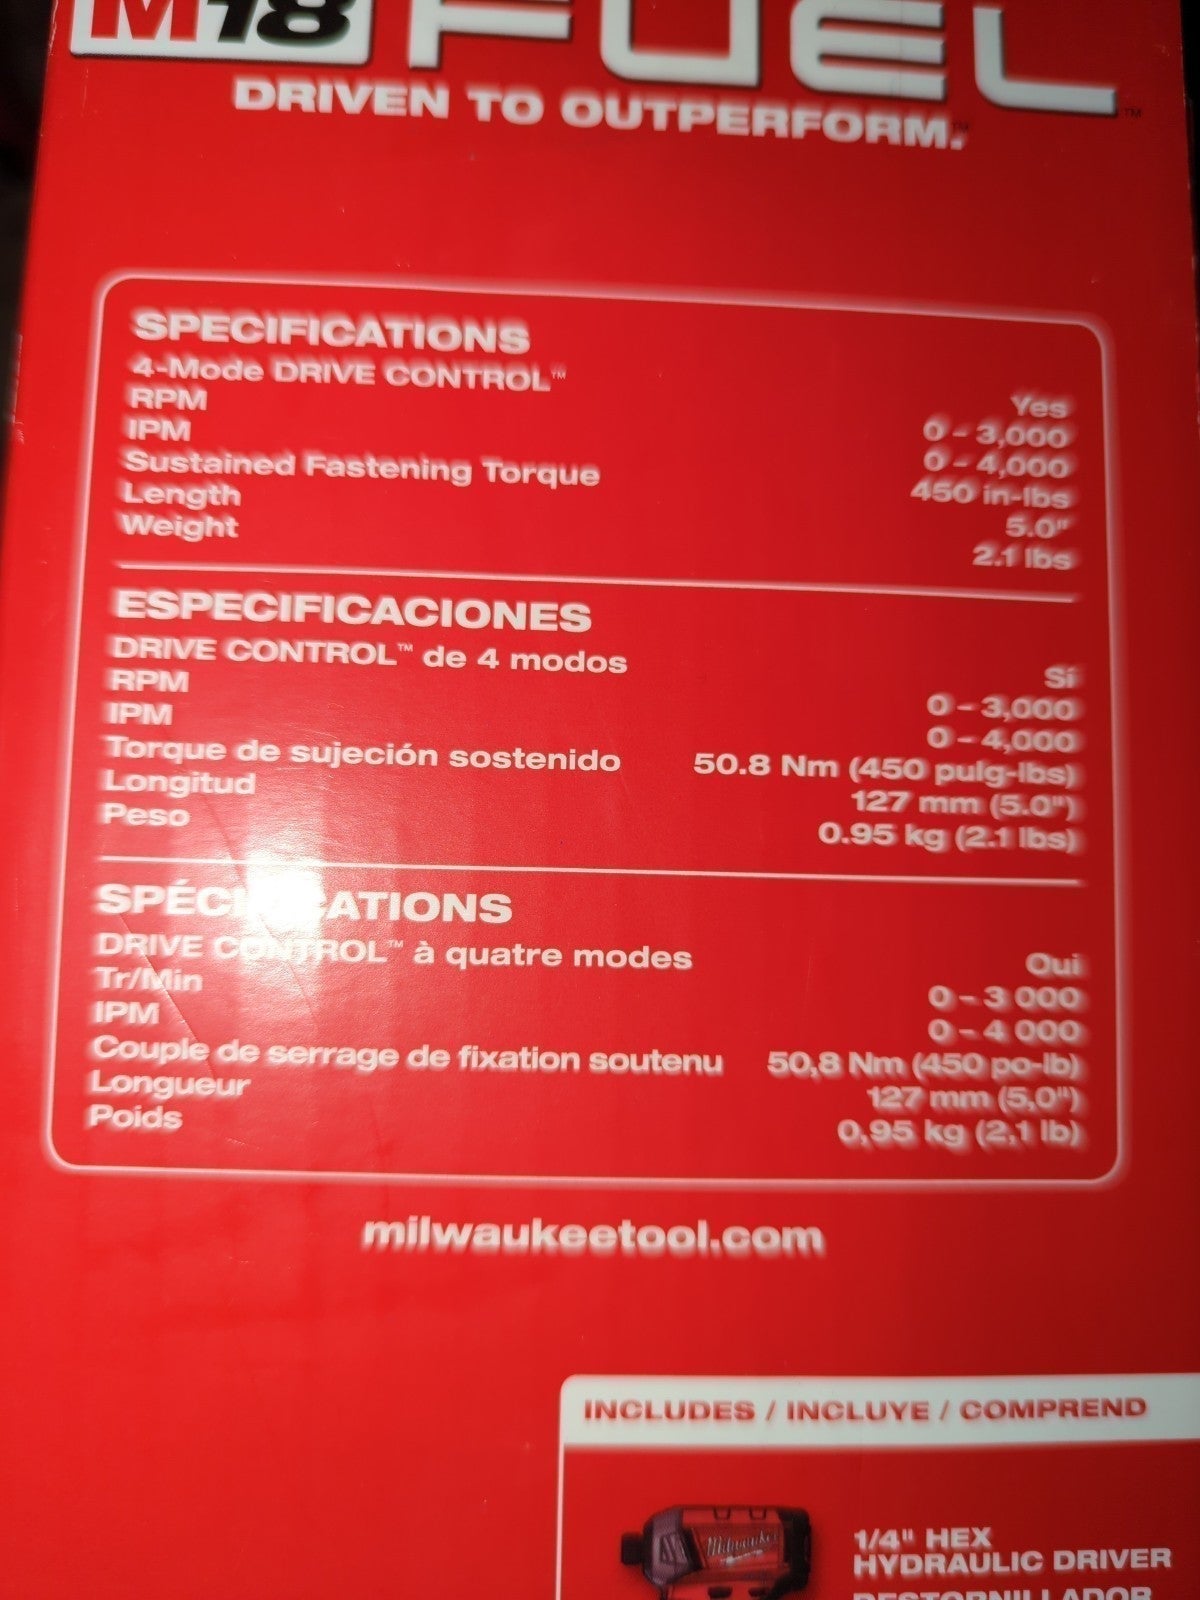 M18 FUEL™
DRIVEN TO OUTPERFORM.™
SPECIFICATIONS
4-Mode DRIVE CONTROL™ Yes
RPM 0 - 3,000
IPM 0 - 4,000
Sustained Fastening Torque 450 in-lbs
Length 5.0"
Weight 2.1 lbs
ESPECIFICACIONES
DRIVE CONTROL™ de 4 modos Sí
RPM 0 - 3,000
IPM 0 - 4,000
Torque de sujeción sostenido 50.8 Nm (450 pulg-lbs)
Longitud 127 mm (5.0")
Peso 0.95 kg (2.1 lbs)
SPÉCIFICATIONS
DRIVE CONTROL™ à quatre modes Oui
Tr/Min 0 - 3 000
IPM 0 - 4 000
Couple de serrage de fixation soutenu 50,8 Nm (450 po-lb)
Longueur 127 mm (5,0")
Poids 0,95 kg (2,1 lb)
milwaukeetool.com
INCLUDES / INCLUYE / COMPREND
Milwaukee
1/4" HEX
HYDRAULIC DRIVER
DESTORNILLADOR